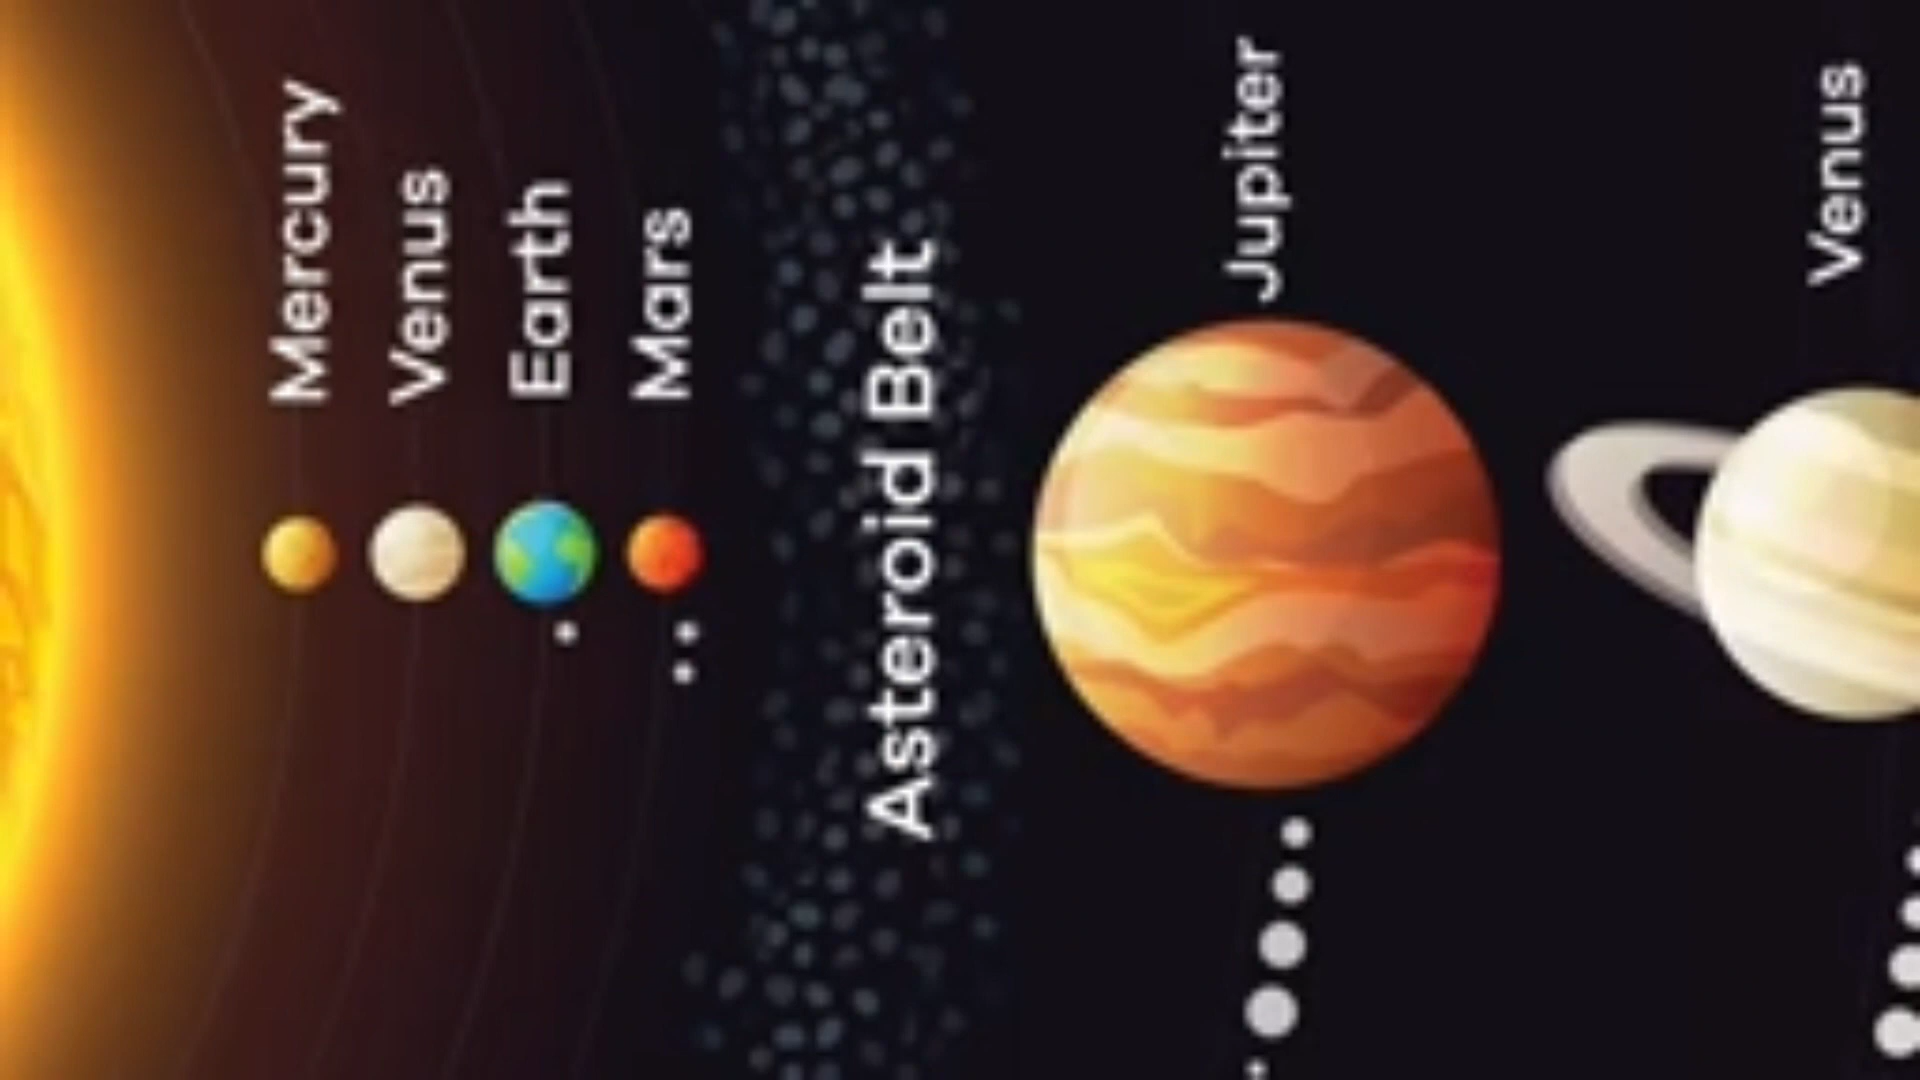 Mercury
Venus
Earth
Mars
Asteroid Belt
Jupiter
Venus